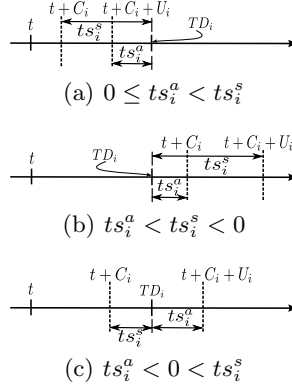 t t + C_i t + C_i + U_i
ts_i^s TD_i
ts_i^a
(a) 0 ≤ ts_i^a < ts_i^s
t TD_i t + C_i t + C_i + U_i
ts_i^s
ts_i^a
(b) ts_i^a < ts_i^s < 0
t t + C_i TD_i t + C_i + U_i
ts_i^s ts_i^a
(c) ts_i^a < 0 < ts_i^s